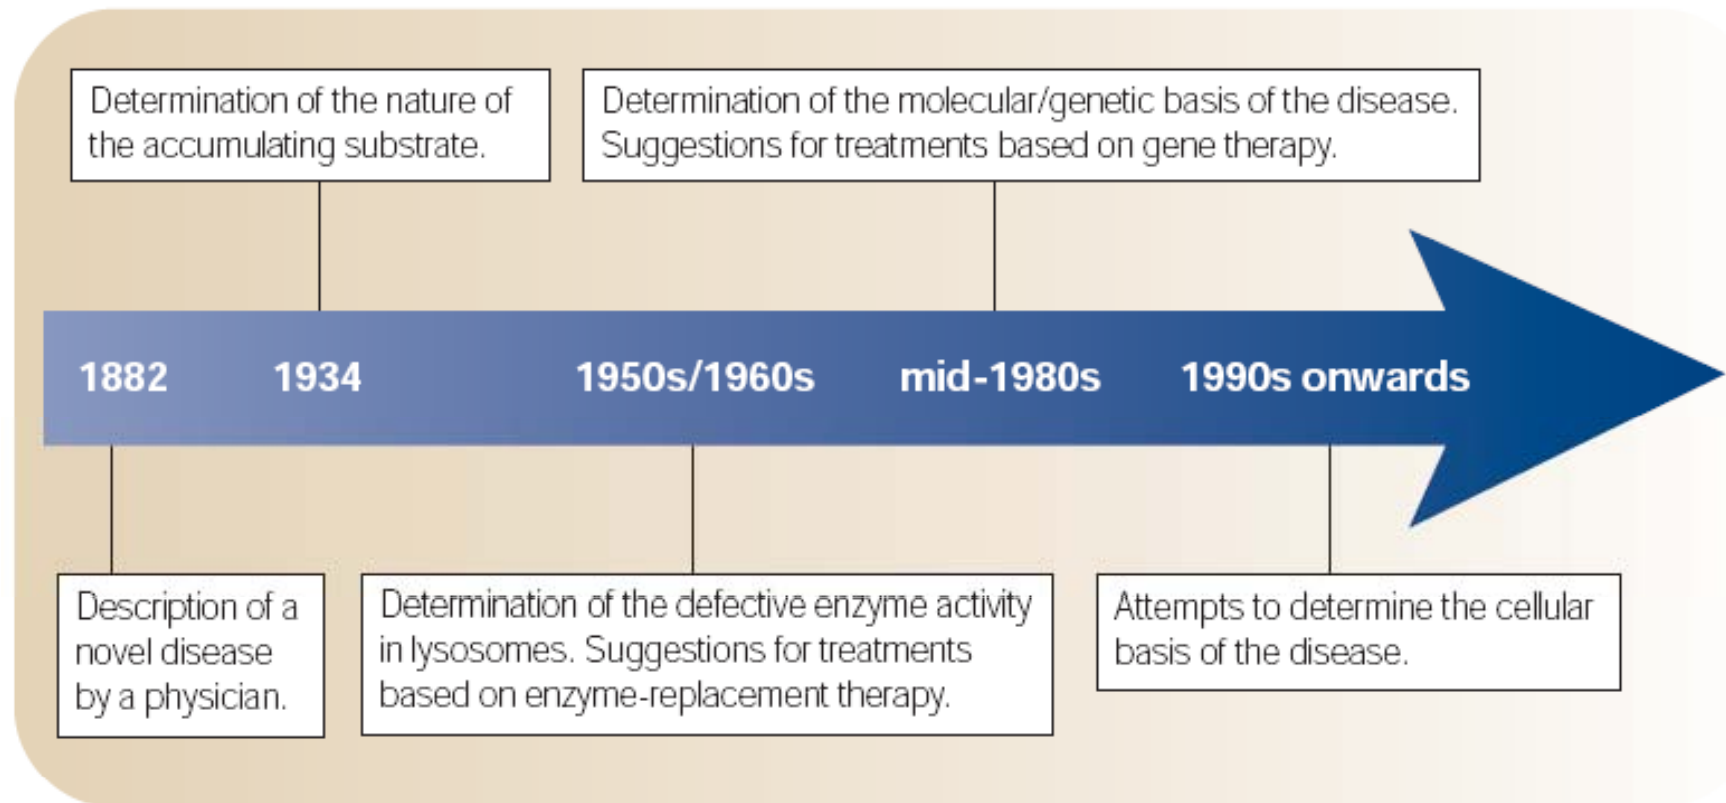 Determination of the nature of
the accumulating substrate.
Determination of the molecular/genetic basis of the disease.
Suggestions for treatments based on gene therapy.
1882
1934
1950s/1960s
mid-1980s
1990s onwards
Description of a
novel disease
by a physician.
Determination of the defective enzyme activity
in lysosomes. Suggestions for treatments
based on enzyme-replacement therapy.
Attempts to determine the cellular
basis of the disease.